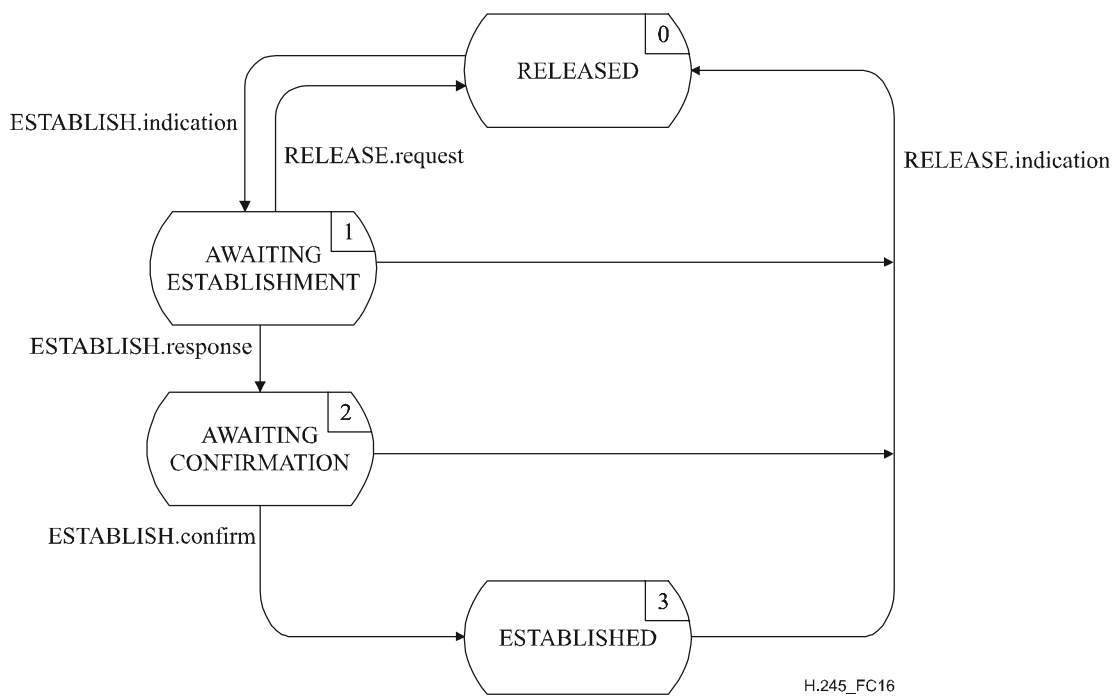 0
RELEASED
ESTABLISH.indication
RELEASE.request
RELEASE.indication
1
AWAITING
ESTABLISHMENT
ESTABLISH.response
2
AWAITING
CONFIRMATION
ESTABLISH.confirm
3
ESTABLISHED
H.245_FC16